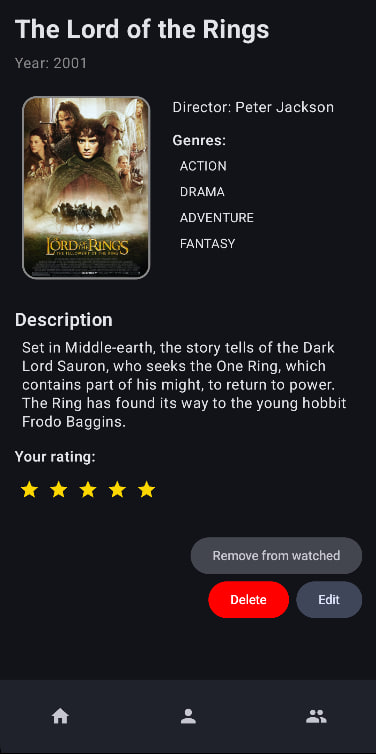 The Lord of the Rings
Year: 2001
Director: Peter Jackson
Genres:
ACTION
DRAMA
ADVENTURE
FANTASY
THE LORD OF THE RINGS
THE FELLOWSHIP OF THE RING
Description
Set in Middle-earth, the story tells of the Dark
Lord Sauron, who seeks the One Ring, which
contains part of his might, to return to power.
The Ring has found its way to the young hobbit
Frodo Baggins.
Your rating:
Remove from watched
Delete
Edit